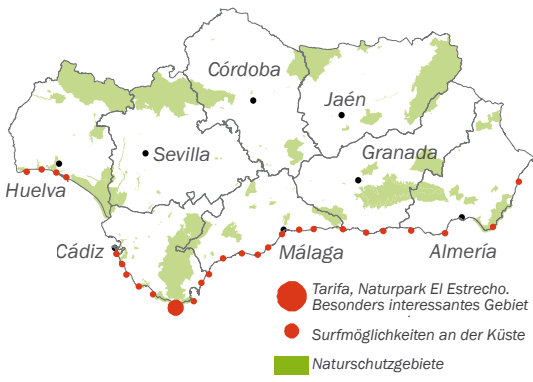 Córdoba
Jaén
Sevilla
Granada
Huelva
Cádiz
Málaga
Almería
Tarifa, Naturpark El Estrecho.
Besonders interessantes Gebiet
Surfmöglichkeiten an der Küste
Naturschutzgebiete